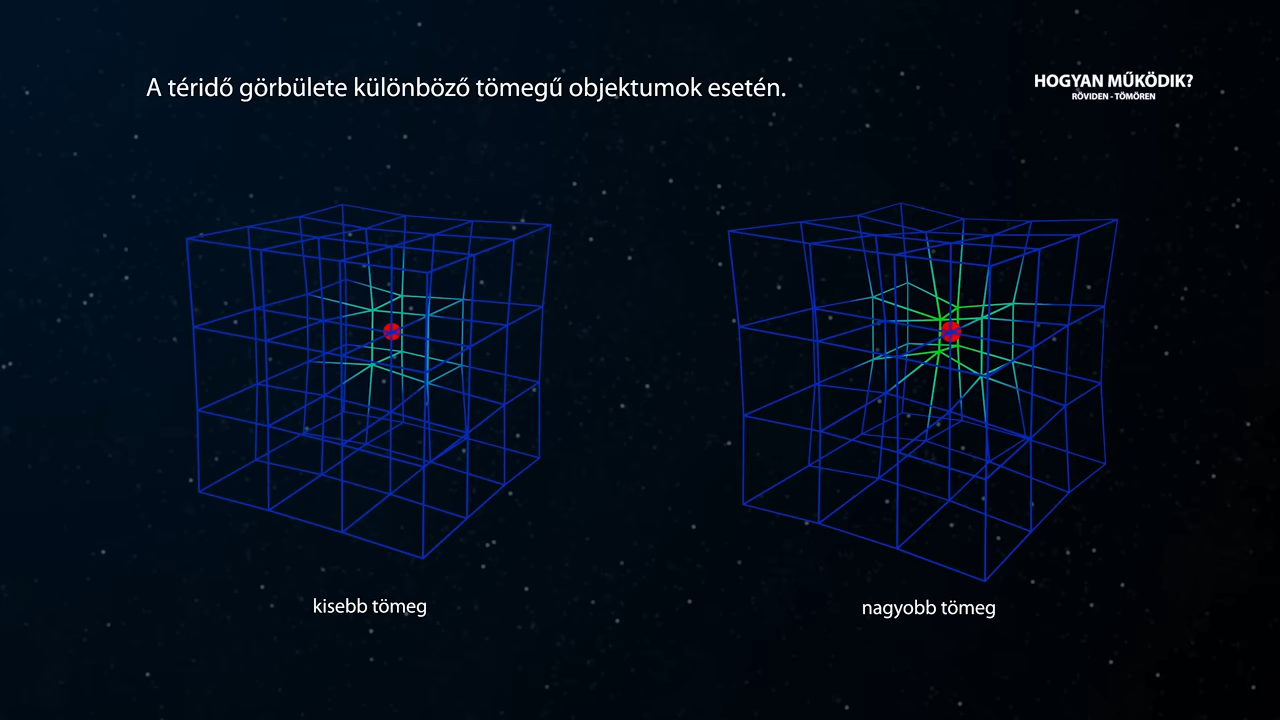 A téridő görbülete különböző tömegű objektumok esetén.
HOGYAN MŰKÖDIK?
RÖVIDEN - TÖMÖREN
kisebb tömeg
nagyobb tömeg